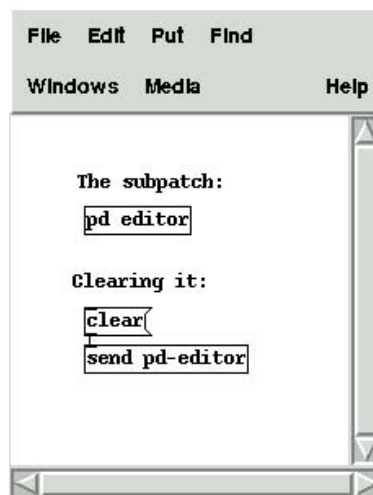 File Edit Put Find
Windows Media Help
The subpatch:
pd editor
Clearing it:
clear
send pd-editor